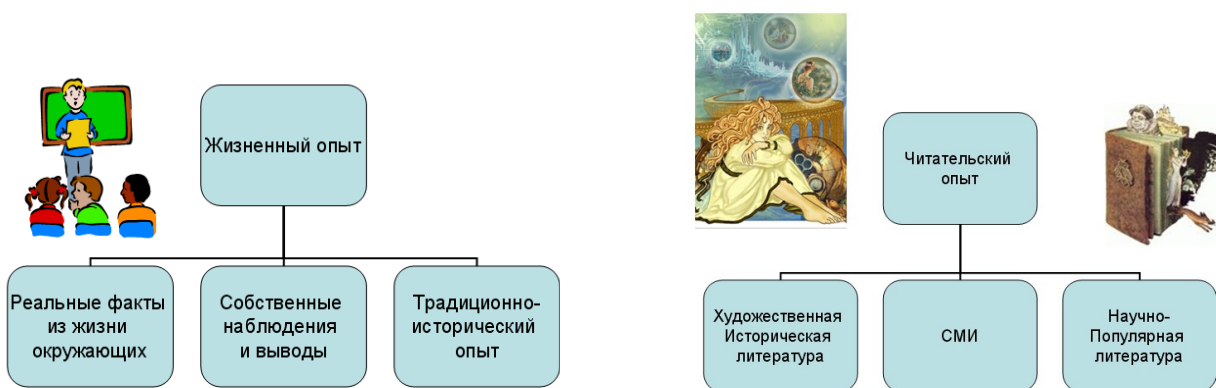 Жизненный опыт
Реальные факты
из жизни
окружающих
Собственные
наблюдения
и выводы
Традиционно-
исторический
опыт
Читательский
опыт
Художественная
Историческая
литература
СМИ
Научно-
Популярная
литература